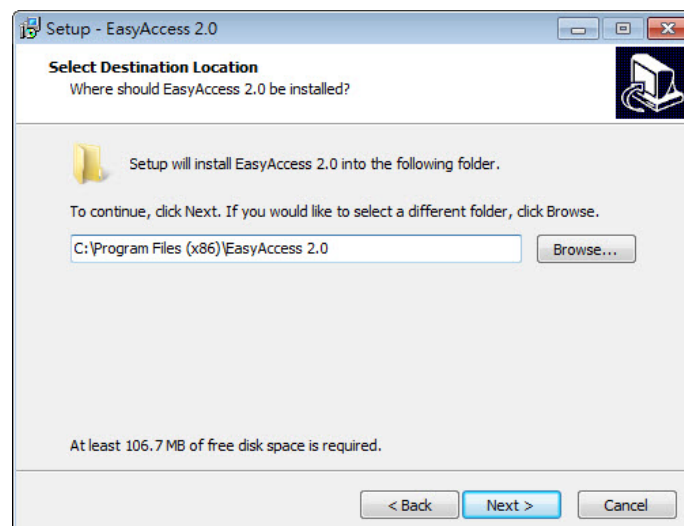 Setup - EasyAccess 2.0
Select Destination Location
Where should EasyAccess 2.0 be installed?
Setup will install EasyAccess 2.0 into the following folder.
To continue, click Next. If you would like to select a different folder, click Browse.
C:\Program Files (x86)\EasyAccess 2.0
Browse...
At least 106.7 MB of free disk space is required.
< Back
Next >
Cancel